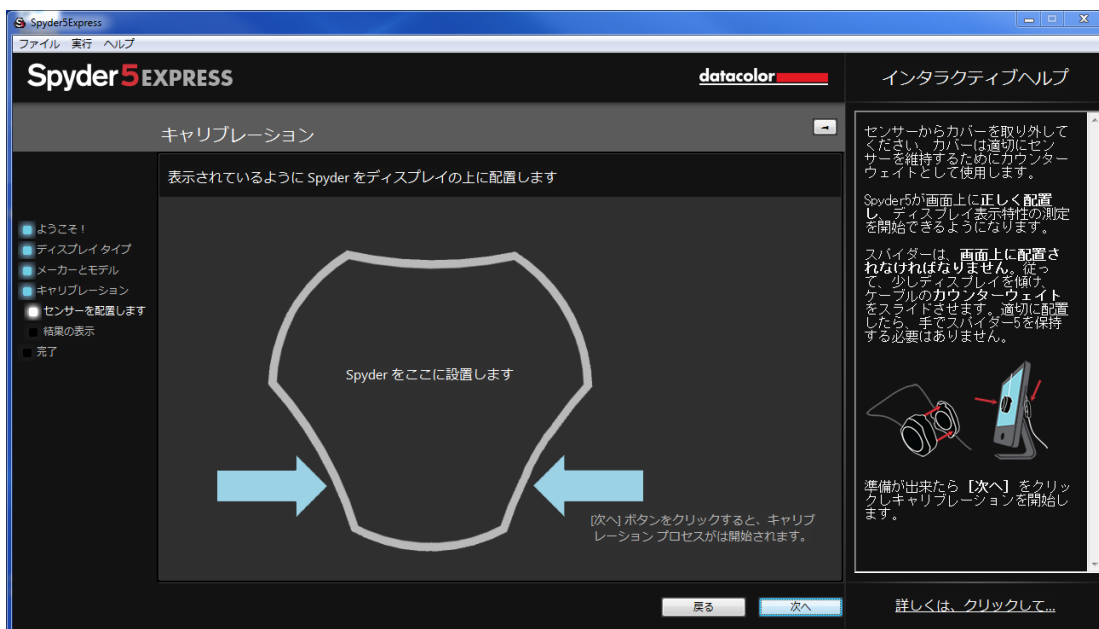 Spyder5Express
ファイル 実行 ヘルプ
Spyder5EXPRESS
datacolor
インタラクティブヘルプ
キャリブレーション
表示されているように Spyder をディスプレイの上に配置します
ようこそ！
ディスプレイ タイプ
メーカーとモデル
キャリブレーション
センサーを配置します
結果の表示
完了
Spyder をここに設置します
[次へ] ボタンをクリックすると、キャリブ
レーション プロセスがは開始されます。
戻る
次へ
センサーからカバーを取り外して
ください、カバーは適切にセン
サーを維持するためにカウンター
ウェイトとして使用します。
Spyder5が画面上に正しく配置
し、ディスプレイ表示特性の測定
を開始できるようになります。
スパイダーは、画面上に配置さ
れなければなりません。従っ
て、少しディスプレイを傾け、
ケーブルのカウンターウェイト
をスライドさせます。適切に配置
したら、手でスパイダー5を保持
する必要はありません。
準備が出来たら [次へ] をクリッ
クしキャリブレーションを開始し
ます。
詳しくは、クリックして...